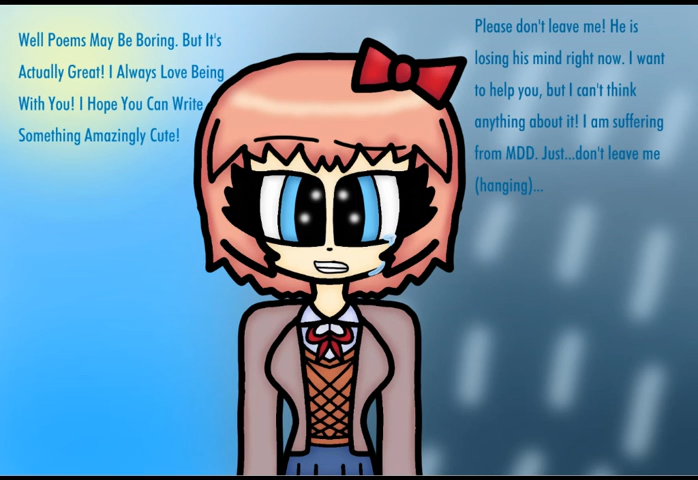 Well Poems May Be Boring. But It's
Actually Great! I Always Love Being
With You! I Hope You Can Write
Something Amazingly Cute!
Please don't leave me! He is
losing his mind right now. I want
to help you, but I can't think
anything about it! I am suffering
from MDD. Just...don't leave me
(hanging)...